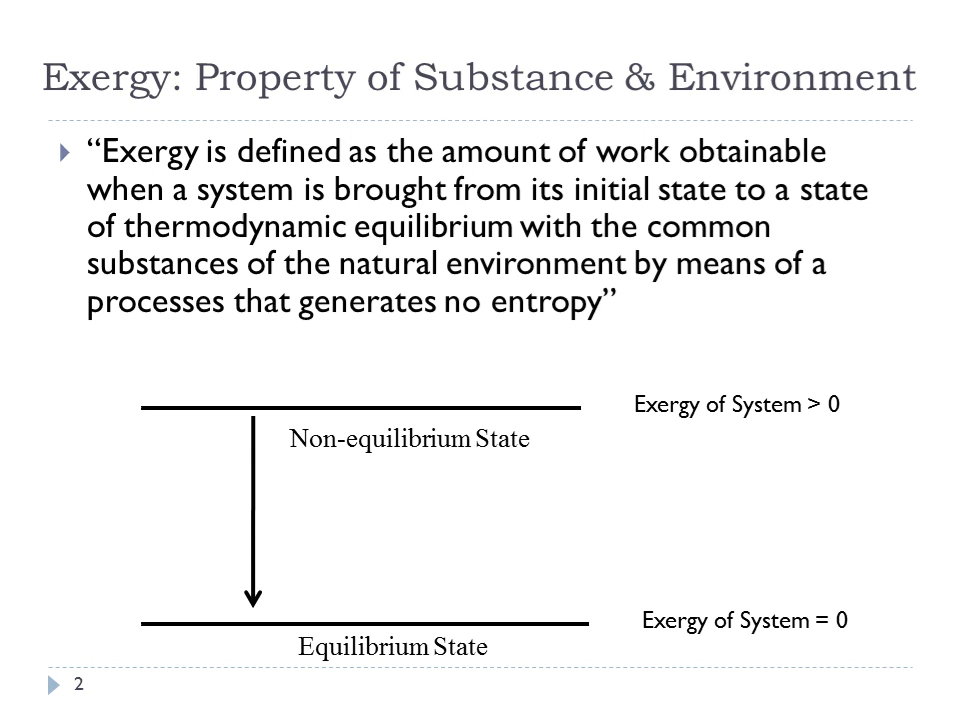 Exergy: Property of Substance & Environment
“Exergy is defined as the amount of work obtainable
when a system is brought from its initial state to a state
of thermodynamic equilibrium with the common
substances of the natural environment by means of a
processes that generates no entropy”
Exergy of System > 0
Non-equilibrium State
Exergy of System = 0
Equilibrium State
2